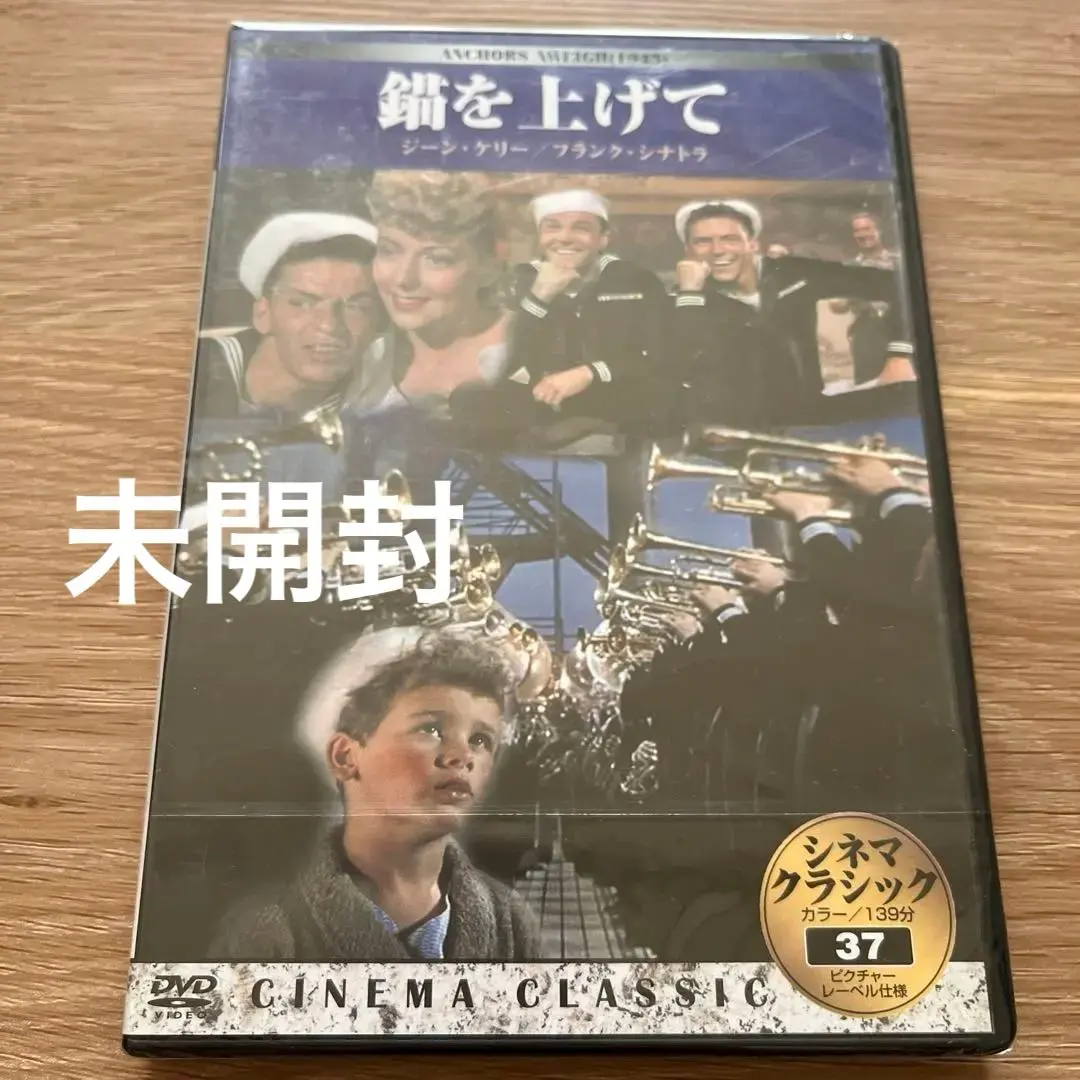 ANCHORS AWEIGH(1945)
錨を上げて
ジーン・ケリー／フランク・シナトラ
未開封
シネマ
クラシック
カラー／139分
37
ピクチャー
レーベル仕様
DVD
VIDEO
CINEMA CLASSIC